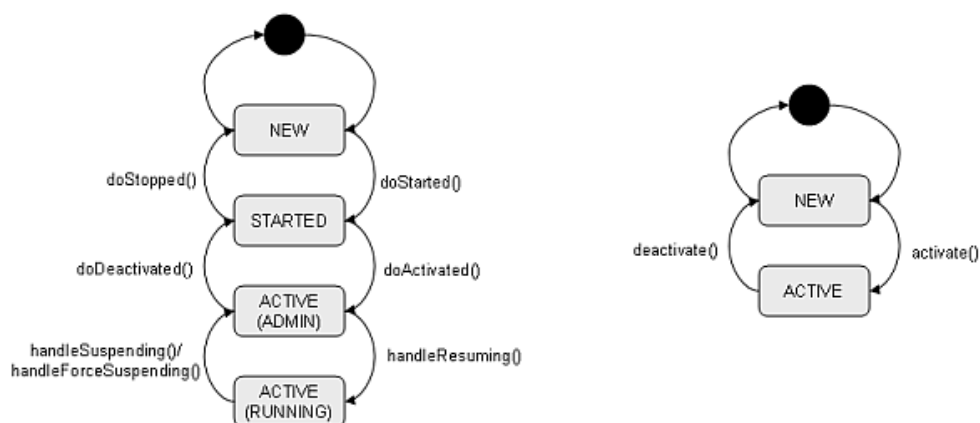 NEW
doStopped()
doStarted()
STARTED
doDeactivated()
doActivated()
ACTIVE
(ADMIN)
handleSuspending()/
handleForceSuspending()
handleResuming()
ACTIVE
(RUNNING)
NEW
deactivate()
activate()
ACTIVE